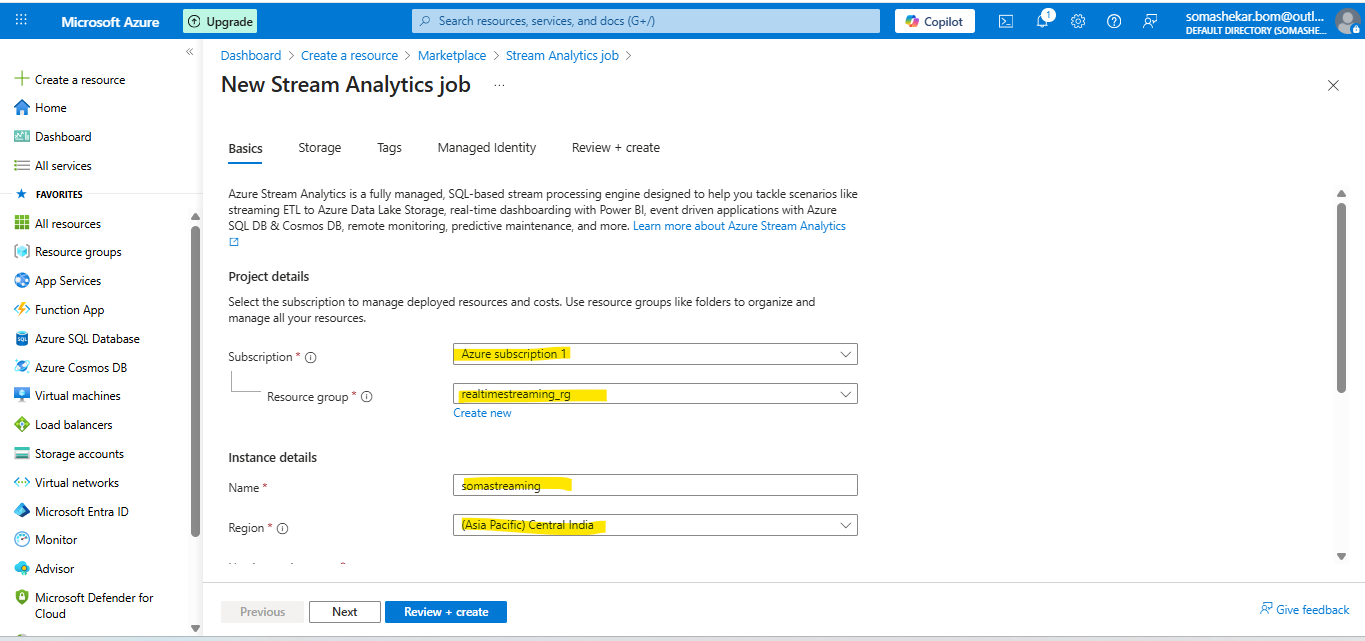 Microsoft Azure
Upgrade
Search resources, services, and docs (G+/)
Copilot
1
somashekar.bom@outl...
DEFAULT DIRECTORY (SOMASHE...
«
Create a resource
Home
Dashboard
All services
FAVORITES
All resources
Resource groups
App Services
Function App
Azure SQL Database
Azure Cosmos DB
Virtual machines
Load balancers
Storage accounts
Virtual networks
Microsoft Entra ID
Monitor
Advisor
Microsoft Defender for
Cloud
Dashboard > Create a resource > Marketplace > Stream Analytics job >
New Stream Analytics job ...
Basics Storage Tags Managed Identity Review + create
Azure Stream Analytics is a fully managed, SQL-based stream processing engine designed to help you tackle scenarios like
streaming ETL to Azure Data Lake Storage, real-time dashboarding with Power BI, event driven applications with Azure
SQL DB & Cosmos DB, remote monitoring, predictive maintenance, and more. Learn more about Azure Stream Analytics
Project details
Select the subscription to manage deployed resources and costs. Use resource groups like folders to organize and
manage all your resources.
Subscription * Azure subscription 1
Resource group * realtimestreaming_rg
Create new
Instance details
Name * somastreaming
Region * (Asia Pacific) Central India
Previous Next Review + create
Give feedback